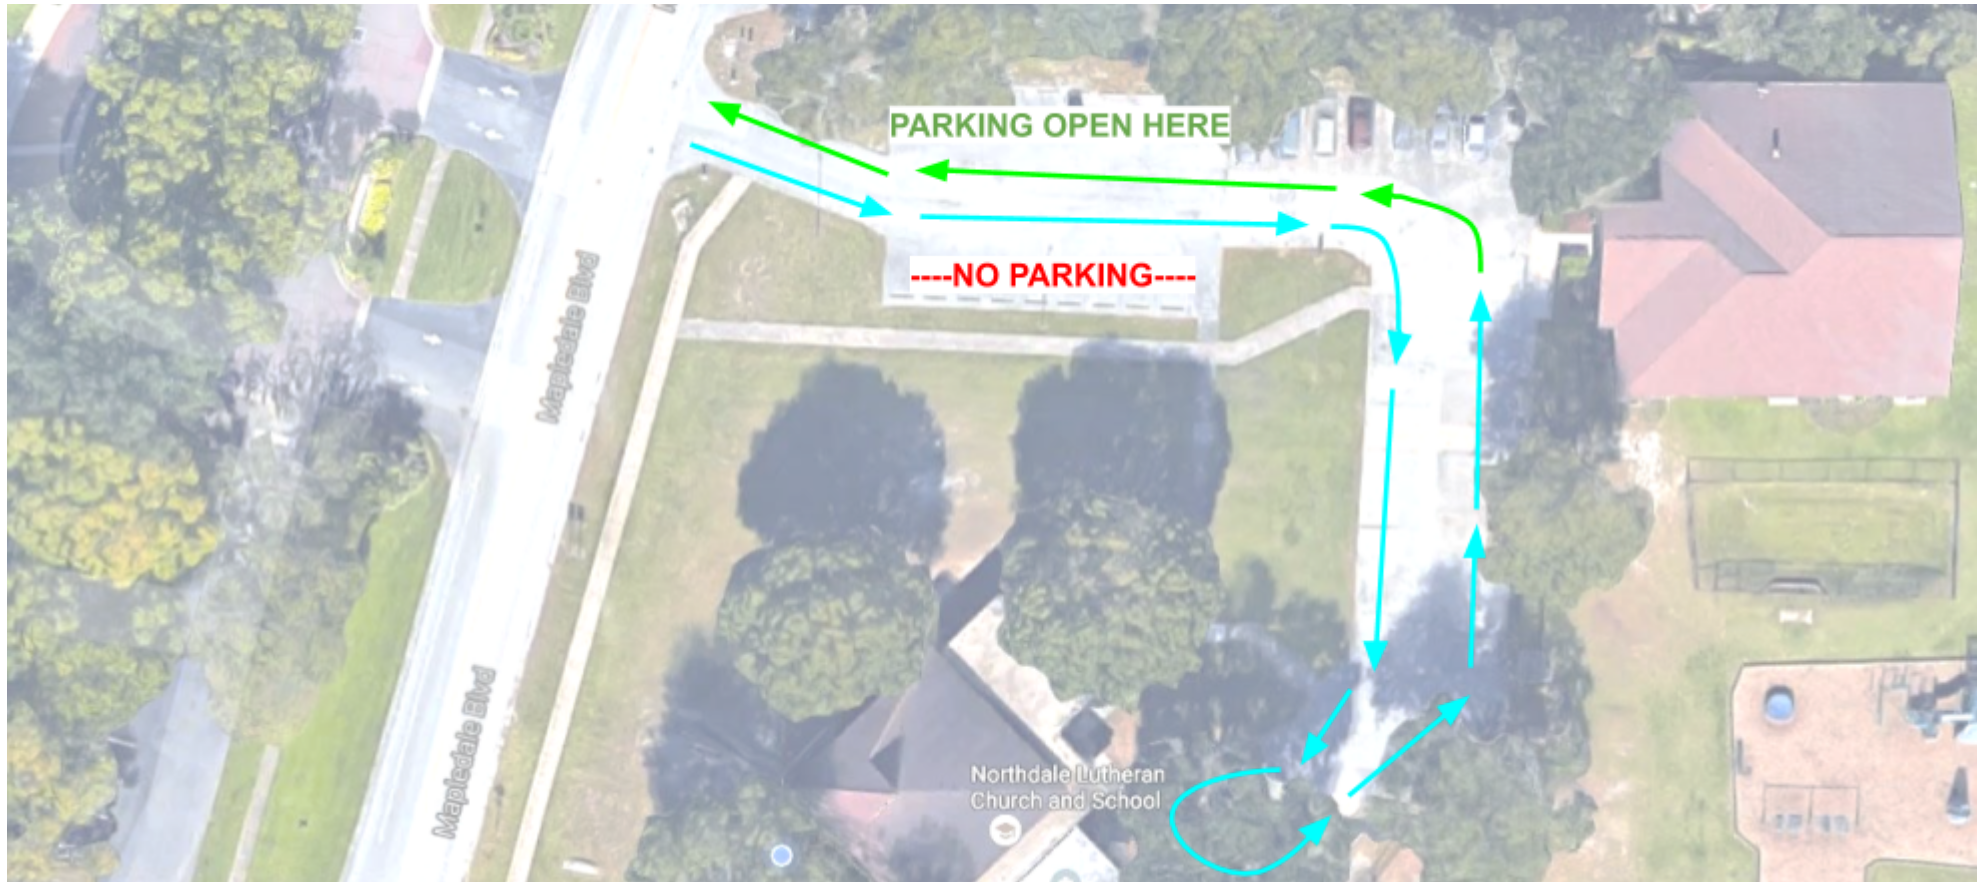 PARKING OPEN HERE
----NO PARKING----
Mapledale Blvd
Mapledale Blvd
Northdale Lutheran
Church and School